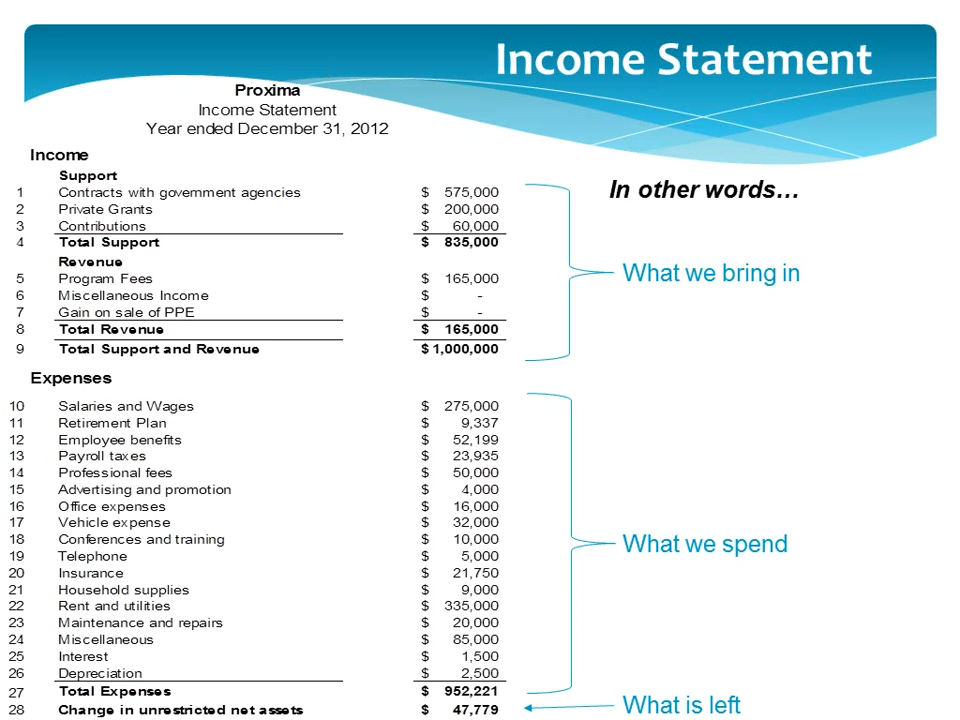 Income Statement
Proxima
Income Statement
Year ended December 31, 2012
Income
Support
1 Contracts with government agencies $ 575,000
2 Private Grants $ 200,000
3 Contributions $ 60,000
4 Total Support $ 835,000
Revenue
5 Program Fees $ 165,000
6 Miscellaneous Income $ -
7 Gain on sale of PPE $ -
8 Total Revenue $ 165,000
9 Total Support and Revenue $ 1,000,000
In other words…
What we bring in
Expenses
10 Salaries and Wages $ 275,000
11 Retirement Plan $ 9,337
12 Employee benefits $ 52,199
13 Payroll taxes $ 23,935
14 Professional fees $ 50,000
15 Advertising and promotion $ 4,000
16 Office expenses $ 16,000
17 Vehicle expense $ 32,000
18 Conferences and training $ 10,000
19 Telephone $ 5,000
20 Insurance $ 21,750
21 Household supplies $ 9,000
22 Rent and utilities $ 335,000
23 Maintenance and repairs $ 20,000
24 Miscellaneous $ 85,000
25 Interest $ 1,500
26 Depreciation $ 2,500
27 Total Expenses $ 952,221
What we spend
28 Change in unrestricted net assets $ 47,779
What is left